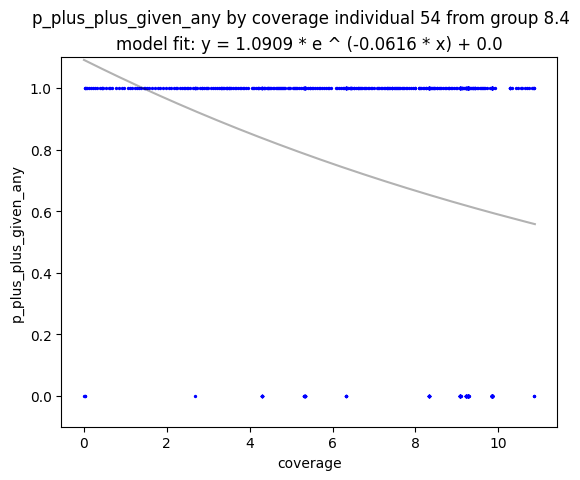 p_plus_plus_given_any by coverage individual 54 from group 8.4
model fit: y = 1.0909 * e ^ (-0.0616 * x) + 0.0
1.0
0.8
0.6
0.4
0.2
0.0
p_plus_plus_given_any
0 2 4 6 8 10
coverage